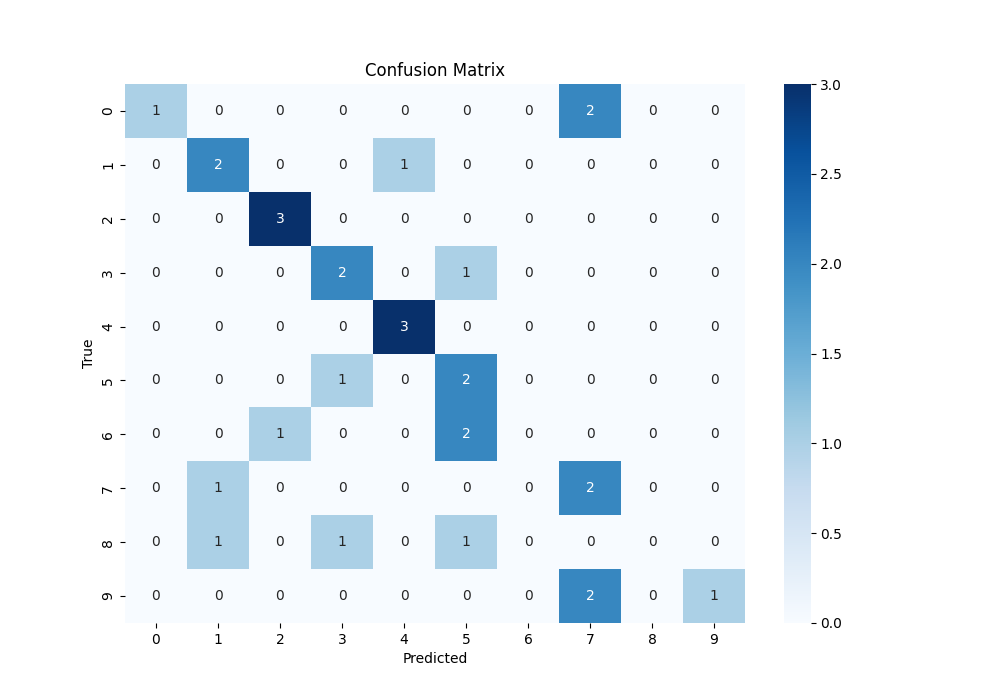 Confusion Matrix
True
0 1 0 0 0 0 0 0 2 0 0
1 0 2 0 0 1 0 0 0 0 0
2 0 0 3 0 0 0 0 0 0 0
3 0 0 0 2 0 1 0 0 0 0
4 0 0 0 0 3 0 0 0 0 0
5 0 0 0 1 0 2 0 0 0 0
6 0 0 1 0 0 2 0 0 0 0
7 0 1 0 0 0 0 0 2 0 0
8 0 1 0 1 0 1 0 0 0 0
9 0 0 0 0 0 0 0 2 0 1
0 1 2 3 4 5 6 7 8 9
Predicted
3.0
2.5
2.0
1.5
1.0
0.5
0.0